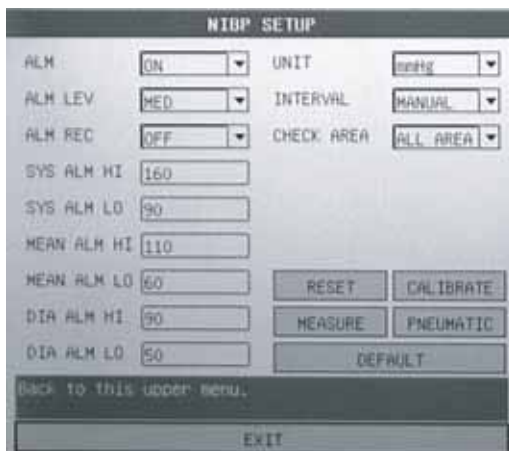 NIBP SETUP
ALM ON UNIT mmHg
ALM LEV MED INTERVAL MANUAL
ALM REC OFF CHECK AREA ALL AREA
SYS ALM HI 160
SYS ALM LO 90
MEAN ALM HI 110
MEAN ALM LO 60 RESET CALIBRATE
DIA ALM HI 90 MEASURE PNEUMATIC
DIA ALM LO 50 DEFAULT
Back to this upper menu.
EXIT